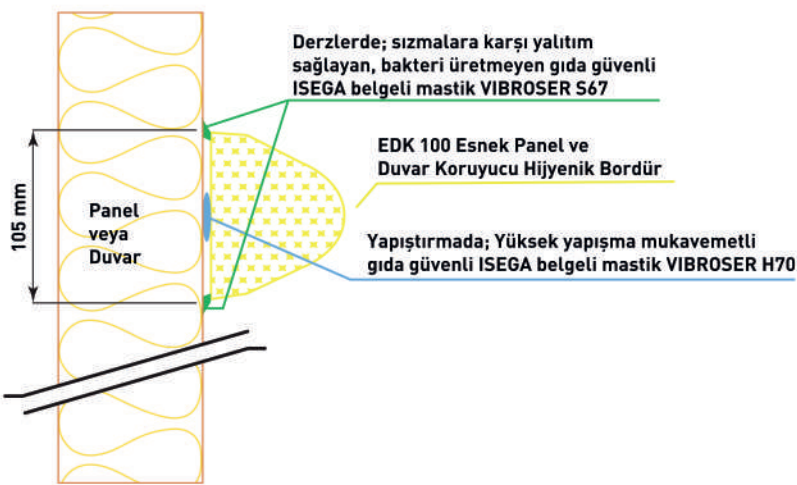 Derzlerde; sızmalara karşı yalıtım
sağlayan, bakteri üretmeyen gıda güvenli
ISEGA belgeli mastik VIBROSER S67
EDK 100 Esnek Panel ve
Duvar Koruyucu Hijyenik Bordür
105 mm
Panel
veya
Duvar
Yapıştırmada; Yüksek yapışma mukavemetli
gıda güvenli ISEGA belgeli mastik VIBROSER H70